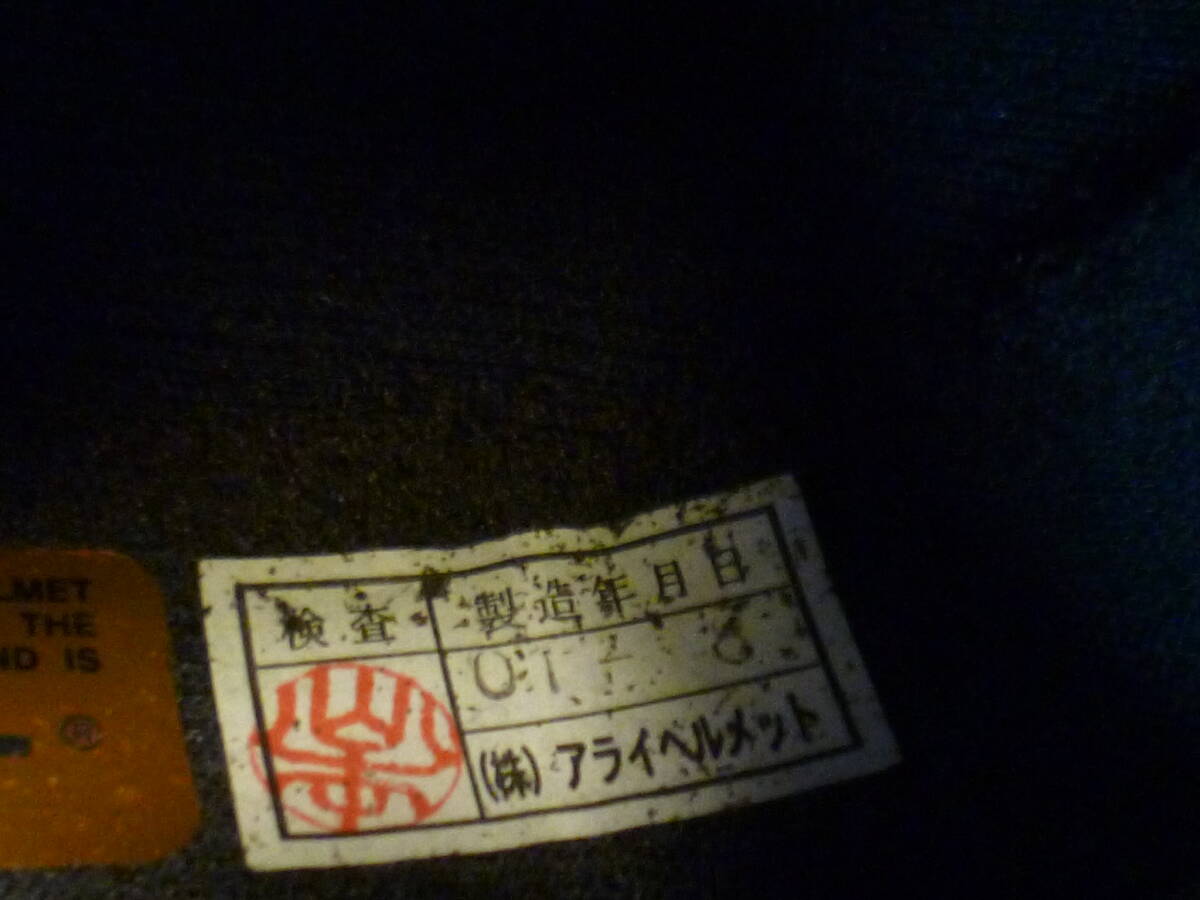 LMET
THE
ND IS
®
検査
製造年月日
01
6
(株) アライヘルメット